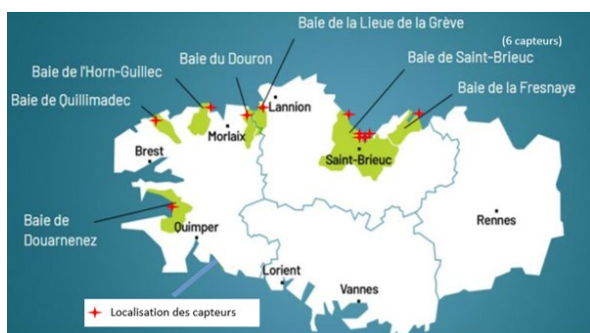 Baie de la Lieue de la Grève
(6 capteurs)
Baie du Douron
Baie de Saint-Brieuc
Baie de l'Horn-Guillec
Baie de la Fresnaye
Baie de Quillimadec
Lannion
Morlaix
Brest
Saint-Brieuc
Baie de
Douarnenez
Quimper
Rennes
Lorient
Vannes
Localisation des capteurs